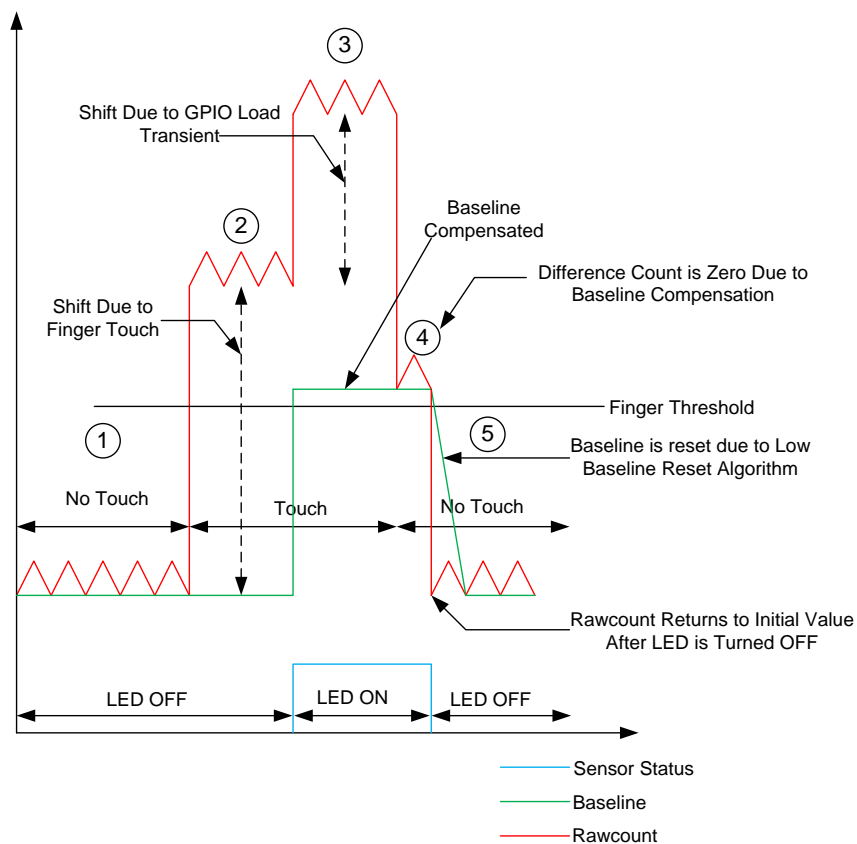 3
Shift Due to GPIO Load
Transient
2
Baseline
Compensated
Shift Due to
Finger Touch
Difference Count is Zero Due to
Baseline Compensation
4
Finger Threshold
1
5
Baseline is reset due to Low
Baseline Reset Algorithm
No Touch
Touch
No Touch
Rawcount Returns to Initial Value
After LED is Turned OFF
LED OFF
LED ON
LED OFF
Sensor Status
Baseline
Rawcount